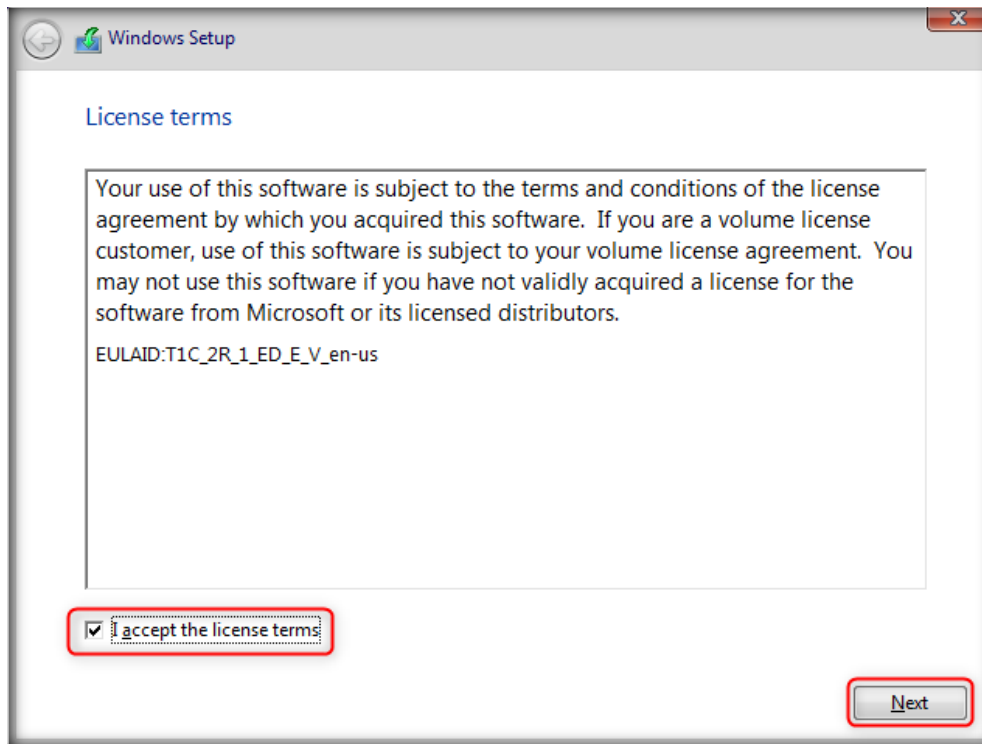 Windows Setup
License terms
Your use of this software is subject to the terms and conditions of the license
agreement by which you acquired this software.  If you are a volume license
customer, use of this software is subject to your volume license agreement.  You
may not use this software if you have not validly acquired a license for the
software from Microsoft or its licensed distributors.
EULAID:T1C_2R_1_ED_E_V_en-us
I accept the license terms
Next